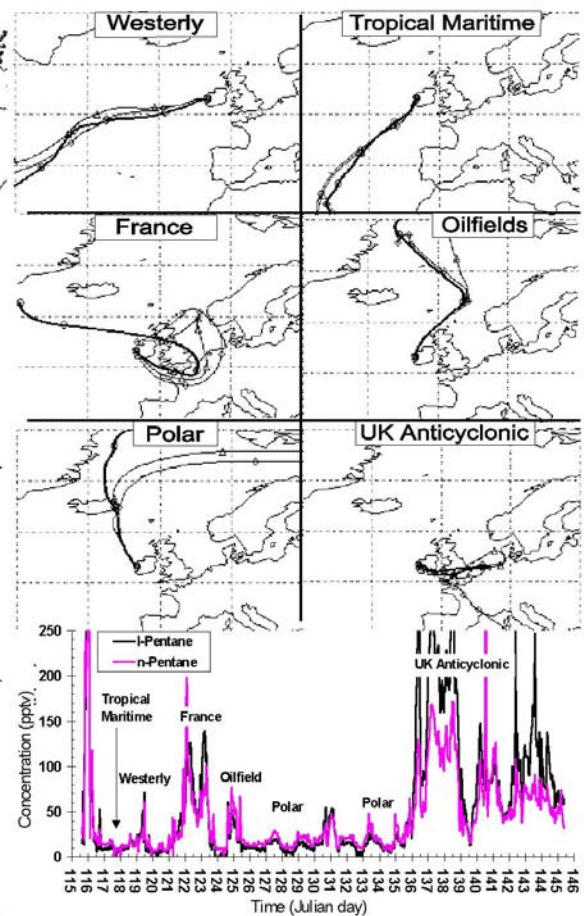 Westerly
Tropical Maritime
France
Oilfields
Polar
UK Anticyclonic
250
200
150
100
50
0
Concentration (pptv)
I-Pentane
n-Pentane
Tropical
Maritime
Westerly
France
Oilfield
Polar
Polar
UK Anticyclonic
115
116
117
118
119
120
121
122
123
124
125
126
127
128
129
130
131
132
133
134
135
136
137
138
139
140
141
142
143
144
145
146
Time (Julian day)